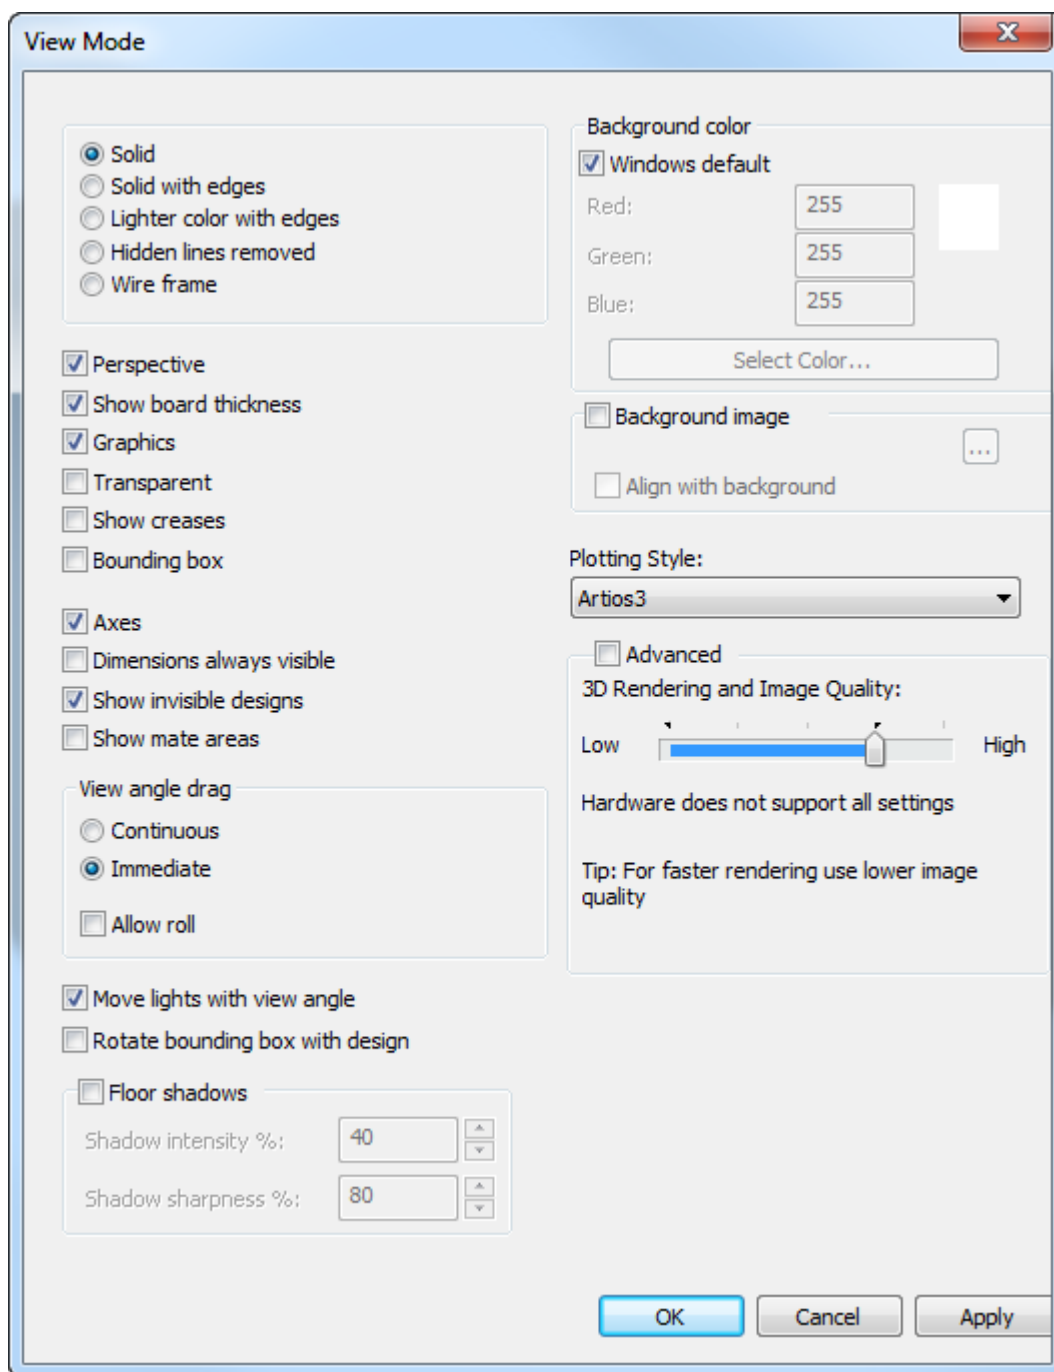 View Mode
Solid
Solid with edges
Lighter color with edges
Hidden lines removed
Wire frame
Perspective
Show board thickness
Graphics
Transparent
Show creases
Bounding box
Axes
Dimensions always visible
Show invisible designs
Show mate areas
View angle drag
Continuous
Immediate
Allow roll
Move lights with view angle
Rotate bounding box with design
Floor shadows
Shadow intensity %: 40
Shadow sharpness %: 80
Background color
Windows default
Red: 255
Green: 255
Blue: 255
Select Color...
Background image
...
Align with background
Plotting Style:
Artios3
Advanced
3D Rendering and Image Quality:
Low High
Hardware does not support all settings
Tip: For faster rendering use lower image
quality
OK Cancel Apply